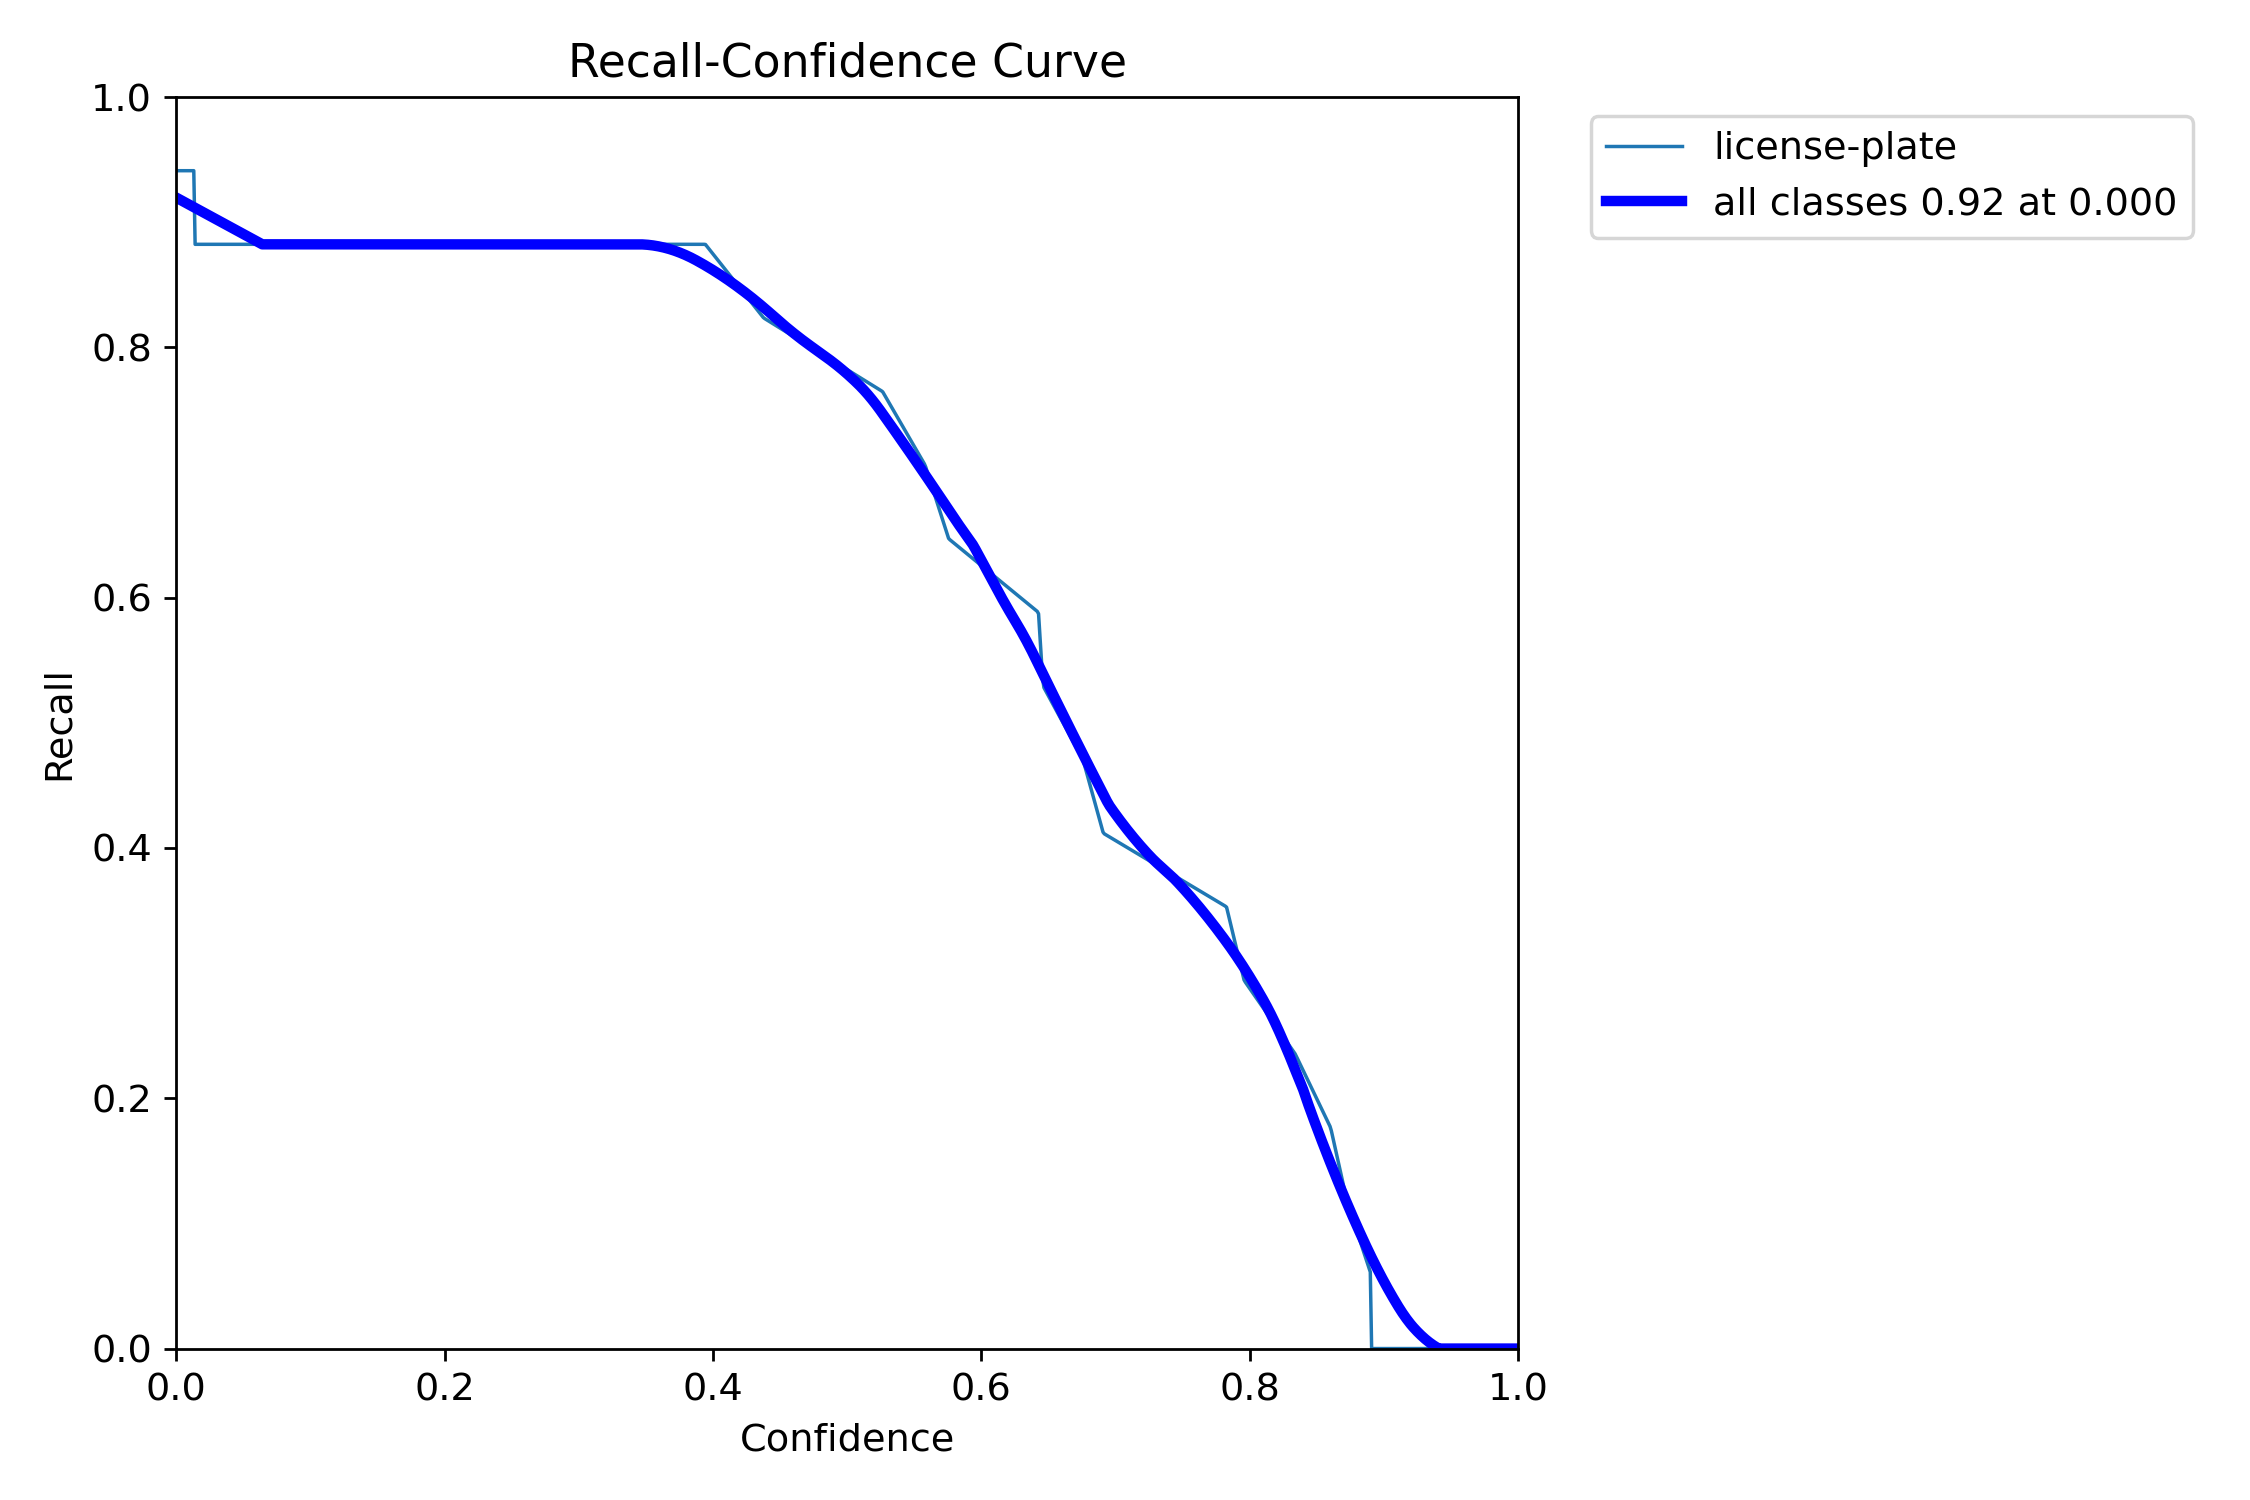 Recall-Confidence Curve
1.0
0.8
0.6
0.4
0.2
0.0
Recall
0.0 0.2 0.4 0.6 0.8 1.0
Confidence
license-plate
all classes 0.92 at 0.000